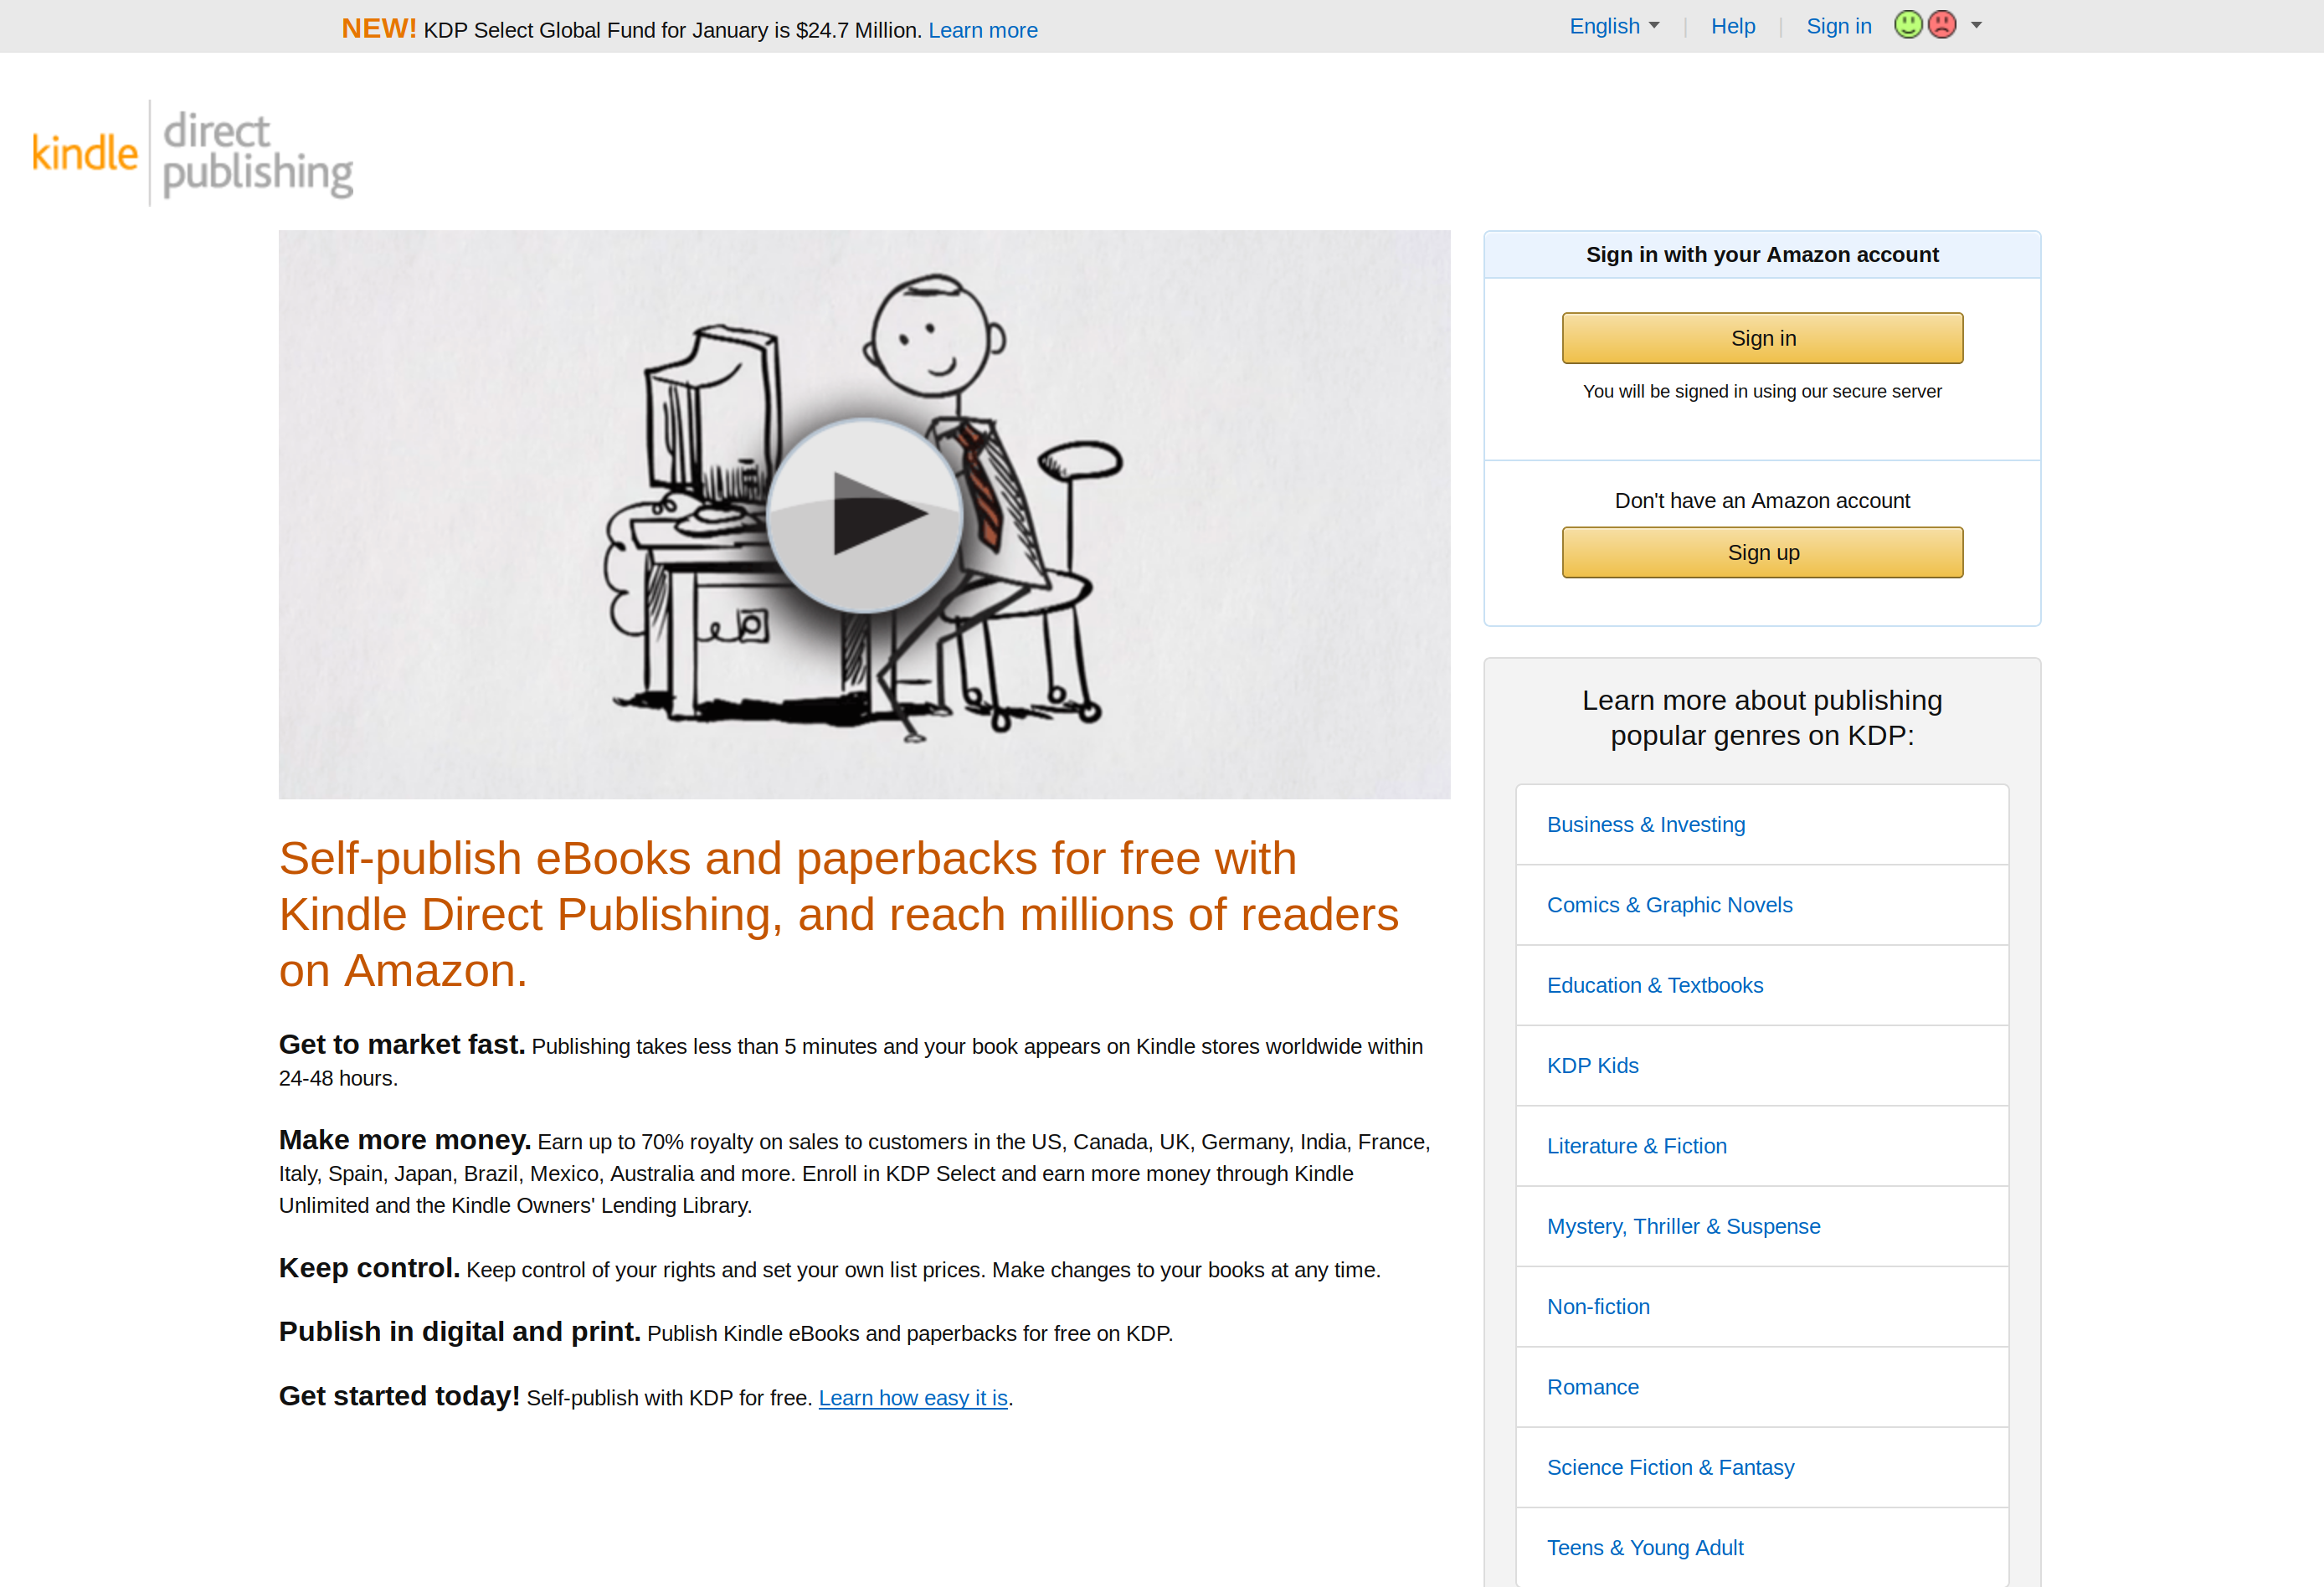 NEW! KDP Select Global Fund for January is $24.7 Million. Learn more
English | Help | Sign in
kindle
direct
publishing
Sign in with your Amazon account
Sign in
You will be signed in using our secure server
Don't have an Amazon account
Sign up
Self-publish eBooks and paperbacks for free with
Kindle Direct Publishing, and reach millions of readers
on Amazon.
Get to market fast. Publishing takes less than 5 minutes and your book appears on Kindle stores worldwide within
24-48 hours.
Make more money. Earn up to 70% royalty on sales to customers in the US, Canada, UK, Germany, India, France,
Italy, Spain, Japan, Brazil, Mexico, Australia and more. Enroll in KDP Select and earn more money through Kindle
Unlimited and the Kindle Owners' Lending Library.
Keep control. Keep control of your rights and set your own list prices. Make changes to your books at any time.
Publish in digital and print. Publish Kindle eBooks and paperbacks for free on KDP.
Get started today! Self-publish with KDP for free. Learn how easy it is.
Learn more about publishing
popular genres on KDP:
Business & Investing
Comics & Graphic Novels
Education & Textbooks
KDP Kids
Literature & Fiction
Mystery, Thriller & Suspense
Non-fiction
Romance
Science Fiction & Fantasy
Teens & Young Adult